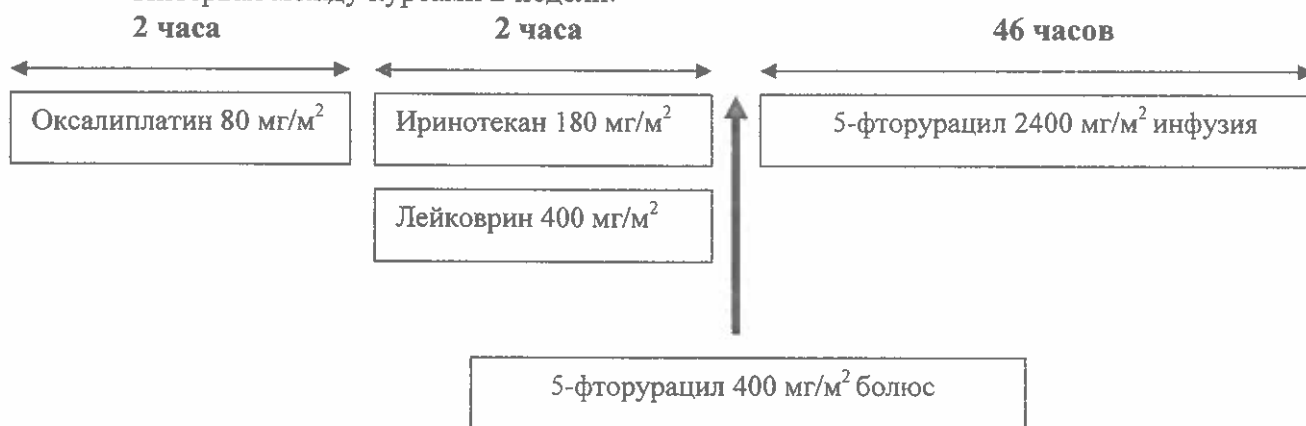 2 часа 2 часа 46 часов
Оксалиплатин 80 мг/м² Иринотекан 180 мг/м² 5-фторурацил 2400 мг/м² инфузия
Лейковрин 400 мг/м²
5-фторурацил 400 мг/м² болюс